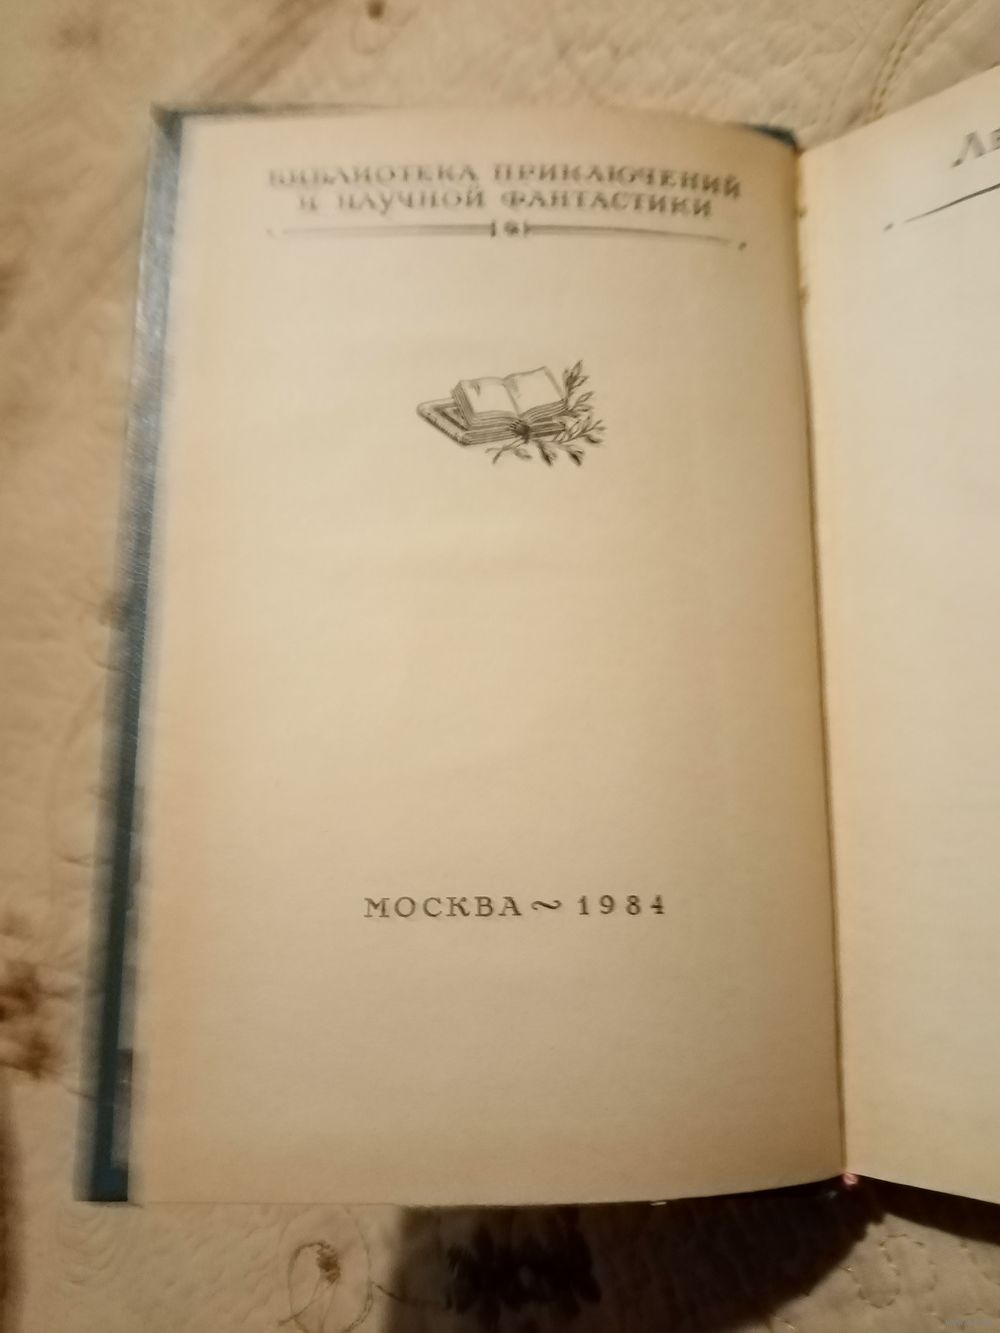 БИБЛИОТЕКА ПРИКЛЮЧЕНИЙ
И НАУЧНОЙ ФАНТАСТИКИ
МОСКВА ~ 1984